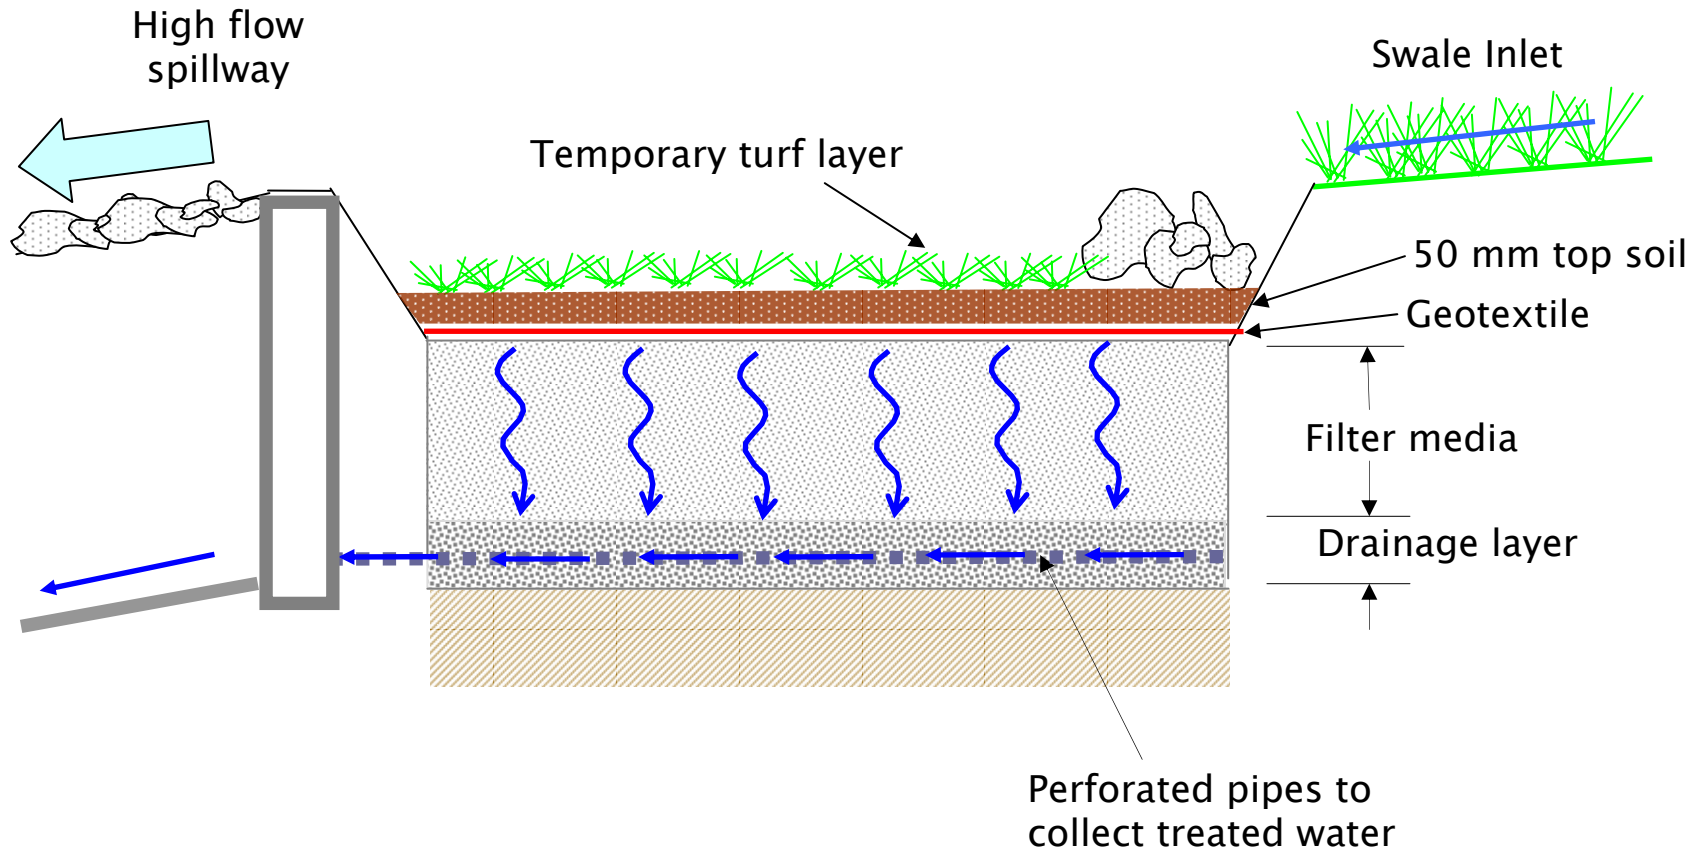 High flow
spillway
Swale Inlet
Temporary turf layer
50 mm top soil
Geotextile
Filter media
Drainage layer
Perforated pipes to
collect treated water